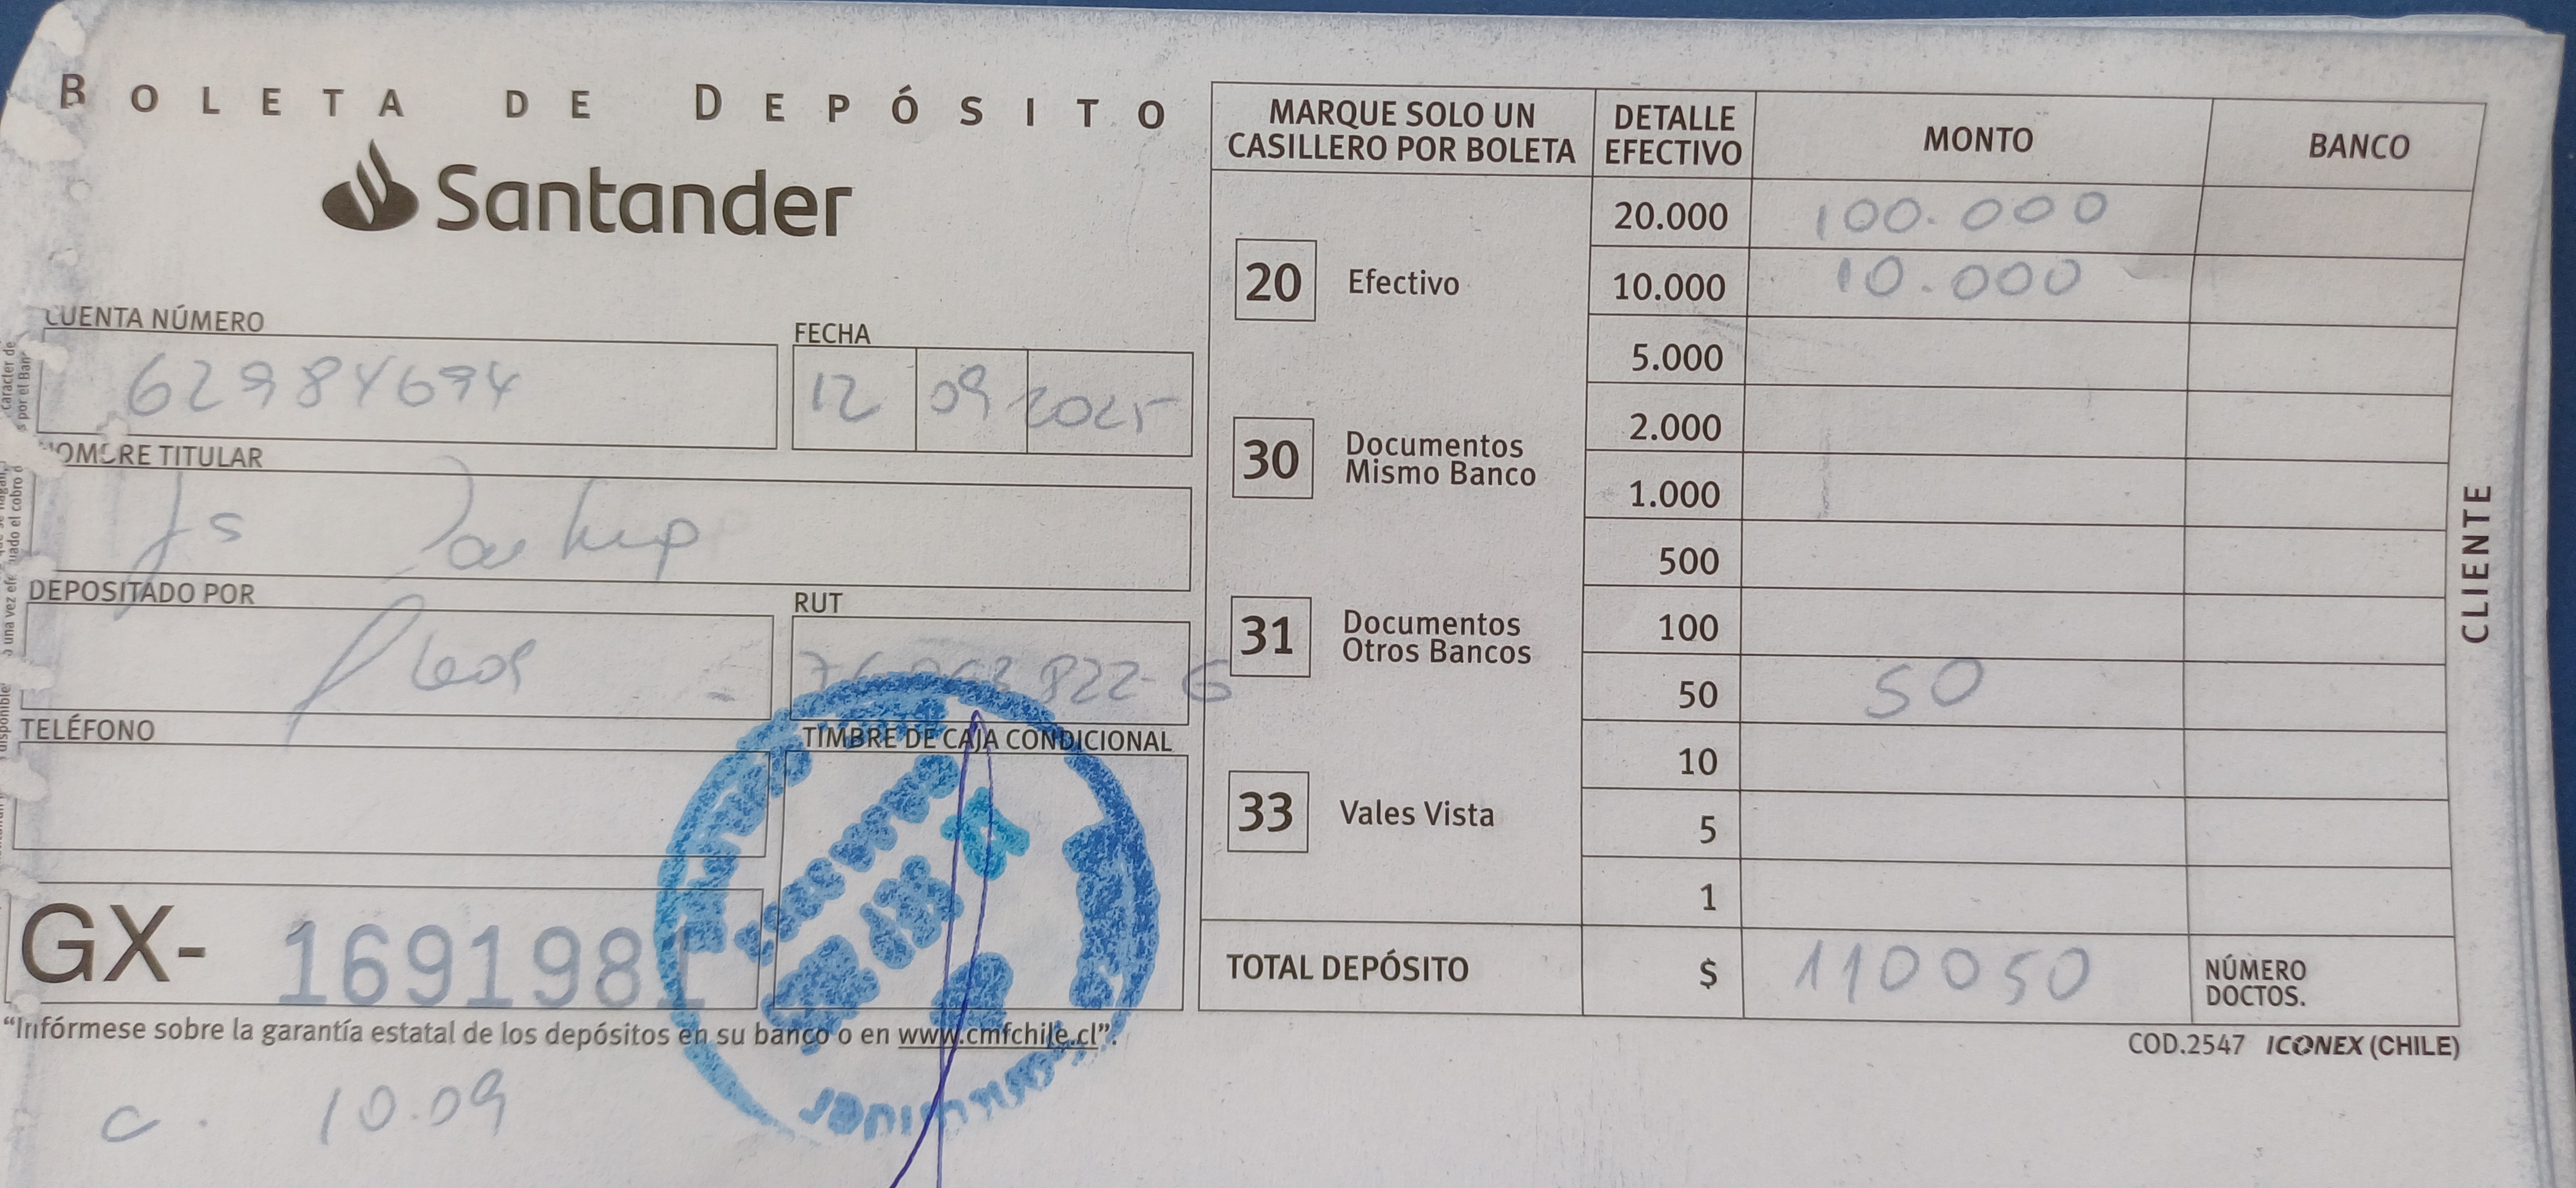 BOLETA DE DEPÓSITO
Santander
CUENTA NÚMERO
62984694
FECHA
12 09 2025
NOMBRE TITULAR
DEPOSITADO POR
RUT
822-6
TELÉFONO
TIMBRE DE CAJA CONDICIONAL
GX- 1691981
"Infórmese sobre la garantía estatal de los depósitos en su banco o en www.cmfchile.cl".
c. 10.09
MARQUE SOLO UN
CASILLERO POR BOLETA
20 Efectivo
30 Documentos
Mismo Banco
31 Documentos
Otros Bancos
33 Vales Vista
DETALLE
EFECTIVO
MONTO
BANCO
20.000 100.000
10.000 10.000
5.000
2.000
1.000
500
100
50 50
10
5
1
TOTAL DEPÓSITO $ 110050
NÚMERO
DOCTOS.
CLIENTE
COD.2547 ICONEX (CHILE)